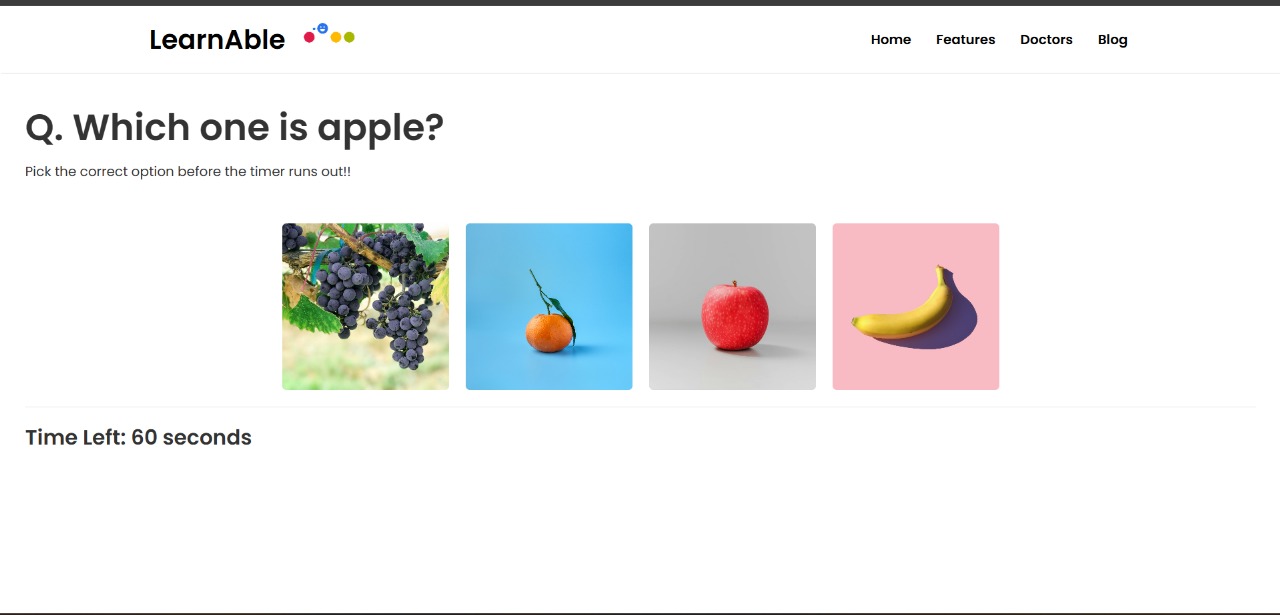 LearnAble
Home Features Doctors Blog
Q. Which one is apple?
Pick the correct option before the timer runs out!!
Time Left: 60 seconds